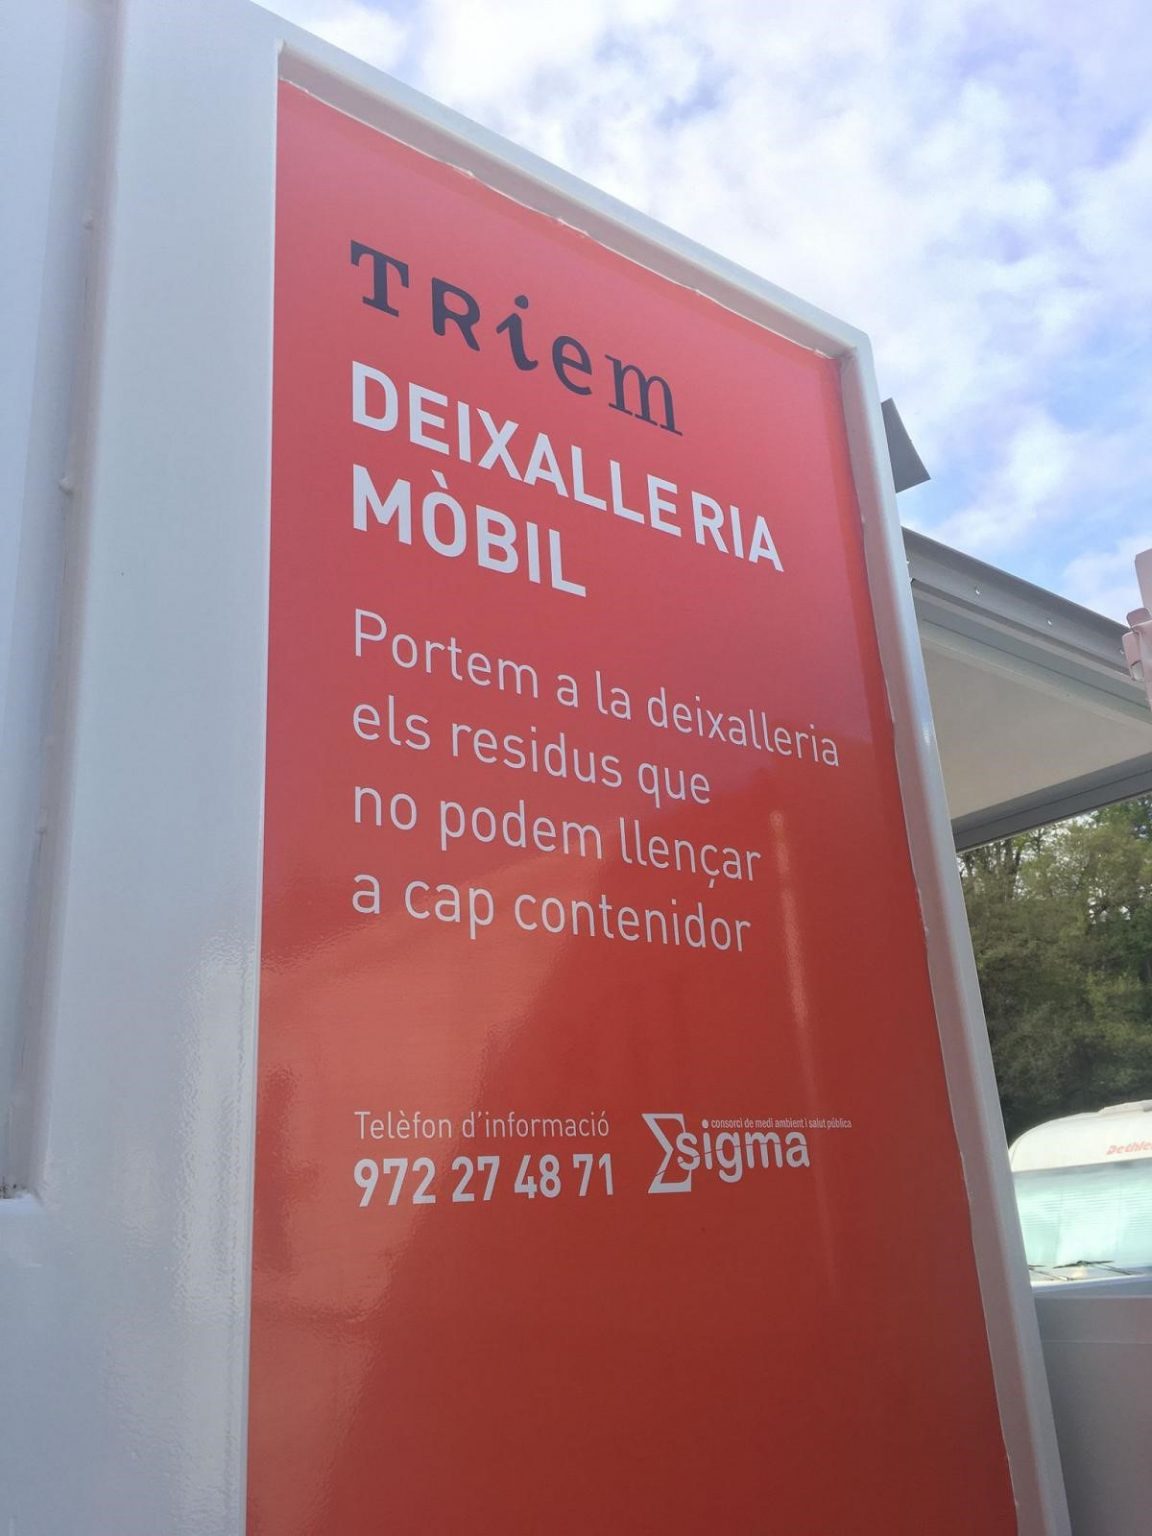 TRiem
DEIXALLERIA
MÒBIL
Portem a la deixalleria
els residus que
no podem llençar
a cap contenidor
Telèfon d'informació
972 27 48 71
consorci de medi ambient i salut pública
Σsigma